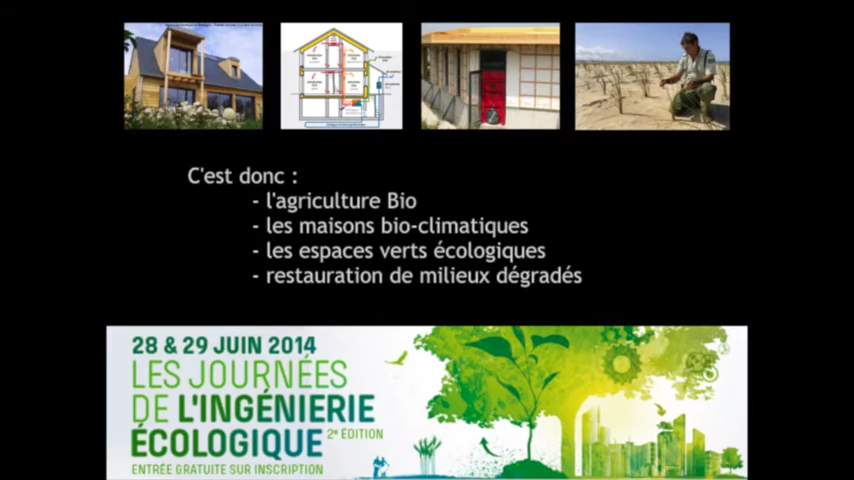 C'est donc :
- l'agriculture Bio
- les maisons bio-climatiques
- les espaces verts écologiques
- restauration de milieux dégradés
28 & 29 JUIN 2014
LES JOURNÉES
DE L'INGÉNIERIE
ÉCOLOGIQUE 2e ÉDITION
ENTRÉE GRATUITE SUR INSCRIPTION